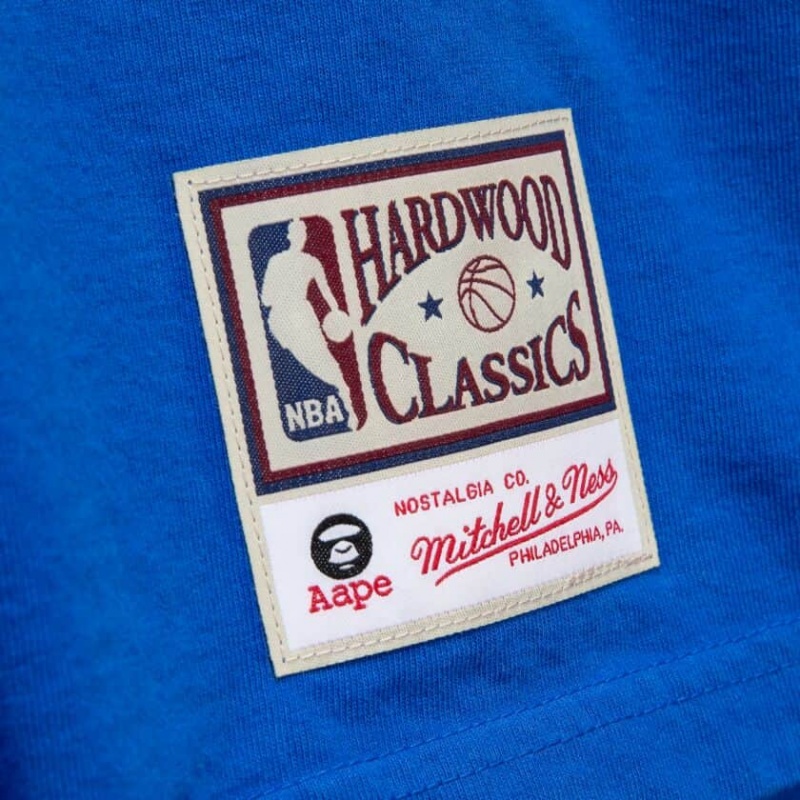 HARDWOOD
CLASSICS
NBA
NOSTALGIA CO.
Mitchell & Ness
PHILADELPHIA, PA.
Aape